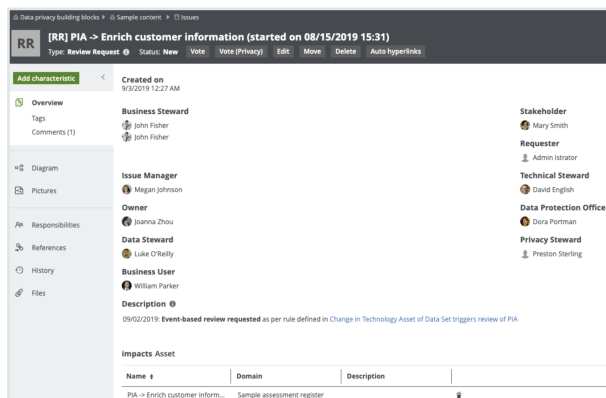 Data privacy building blocks ▸ Sample content ▸ Issues
RR
[RR] PIA -> Enrich customer information (started on 08/15/2019 15:31)
Type: Review Request Status: New Vote Vote (Privacy) Edit Move Delete Auto hyperlinks
Add characteristic
Overview
Tags
Comments (1)
Diagram
Pictures
Responsibilities
References
History
Files
Created on
9/3/2019 12:27 AM
Business Steward
John Fisher
John Fisher
Stakeholder
Mary Smith
Requester
Admin Istrator
Issue Manager
Megan Johnson
Technical Steward
David English
Owner
Joanna Zhou
Data Protection Office
Dora Portman
Data Steward
Luke O'Reilly
Privacy Steward
Preston Sterling
Business User
William Parker
Description
09/02/2019: Event-based review requested as per rule defined in Change in Technology Asset of Data Set triggers review of PIA
impacts Asset
Name Domain Description
PIA -> Enrich customer inform... Sample assessment register